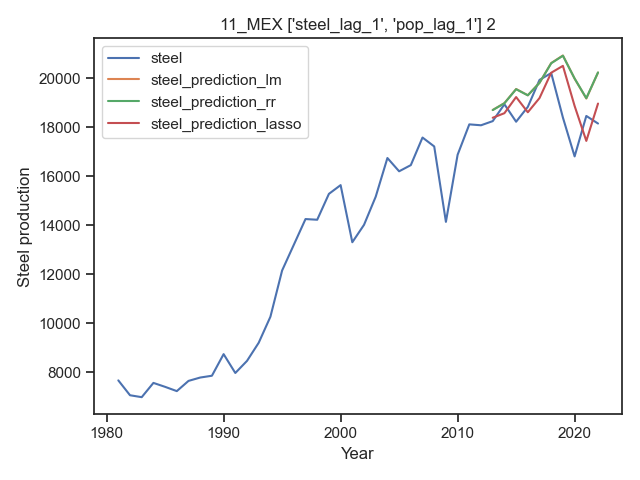 11_MEX ['steel_lag_1', 'pop_lag_1'] 2
steel
steel_prediction_lm
steel_prediction_rr
steel_prediction_lasso
Steel production
20000
18000
16000
14000
12000
10000
8000
1980
1990
2000
2010
2020
Year